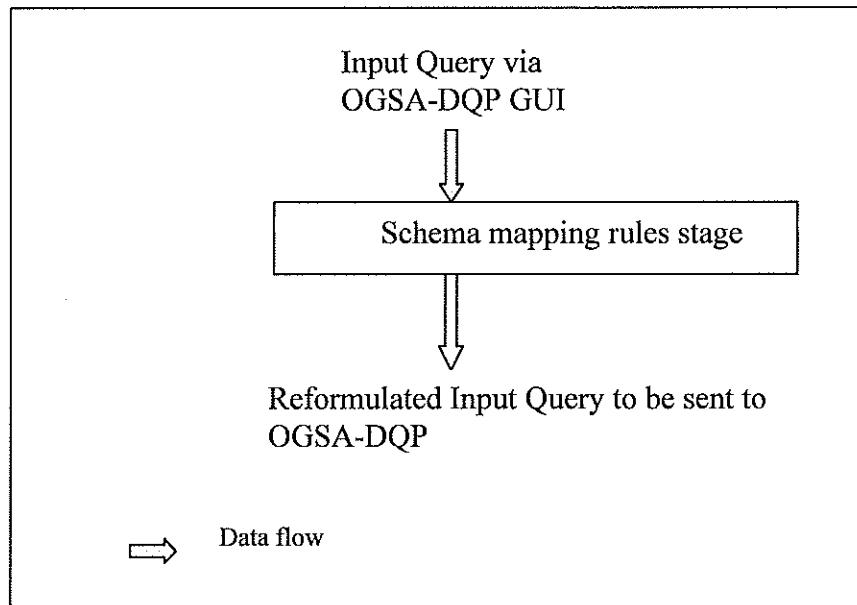 Input Query via
OGSA-DQP GUI
Schema mapping rules stage
Reformulated Input Query to be sent to
OGSA-DQP
Data flow